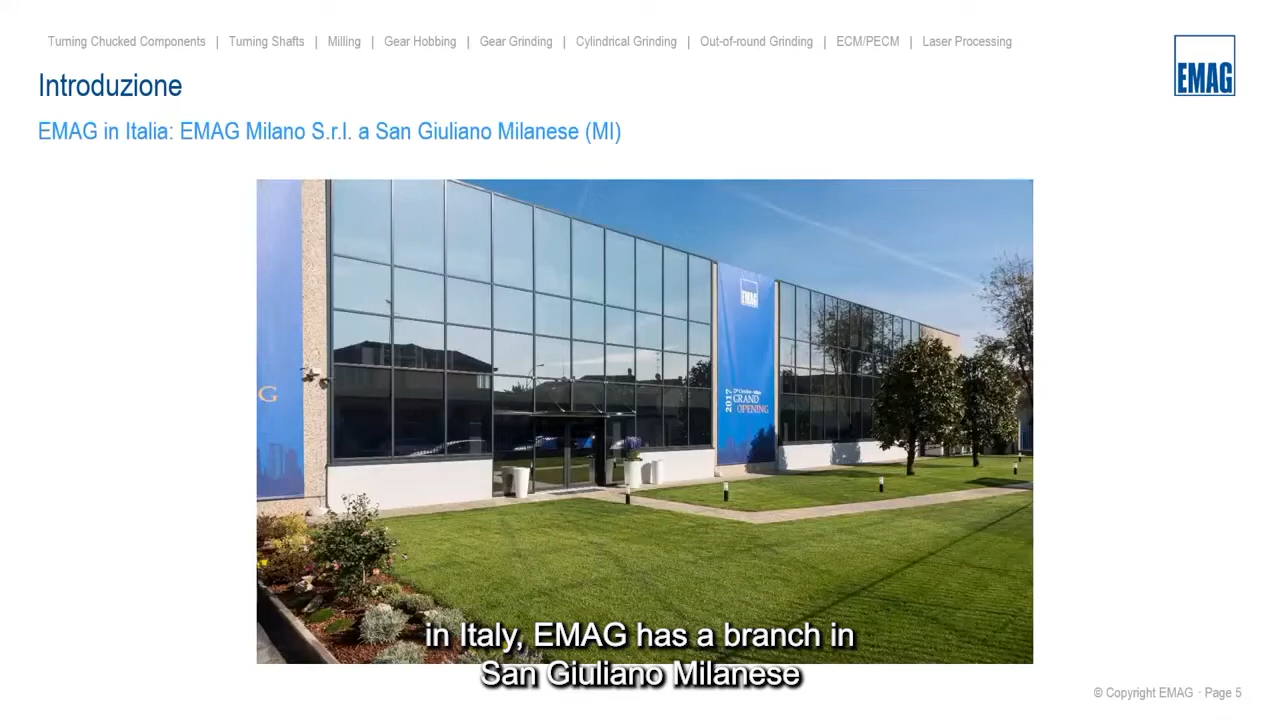 Turning Chucked Components | Turning Shafts | Milling | Gear Hobbing | Gear Grinding | Cylindrical Grinding | Out-of-round Grinding | ECM/PECM | Laser Processing
EMAG
Introduzione
EMAG in Italia: EMAG Milano S.r.l. a San Giuliano Milanese (MI)
EMAG
2017
GRAND
OPENING
G
in Italy, EMAG has a branch in
San Giuliano Milanese
© Copyright EMAG · Page 5